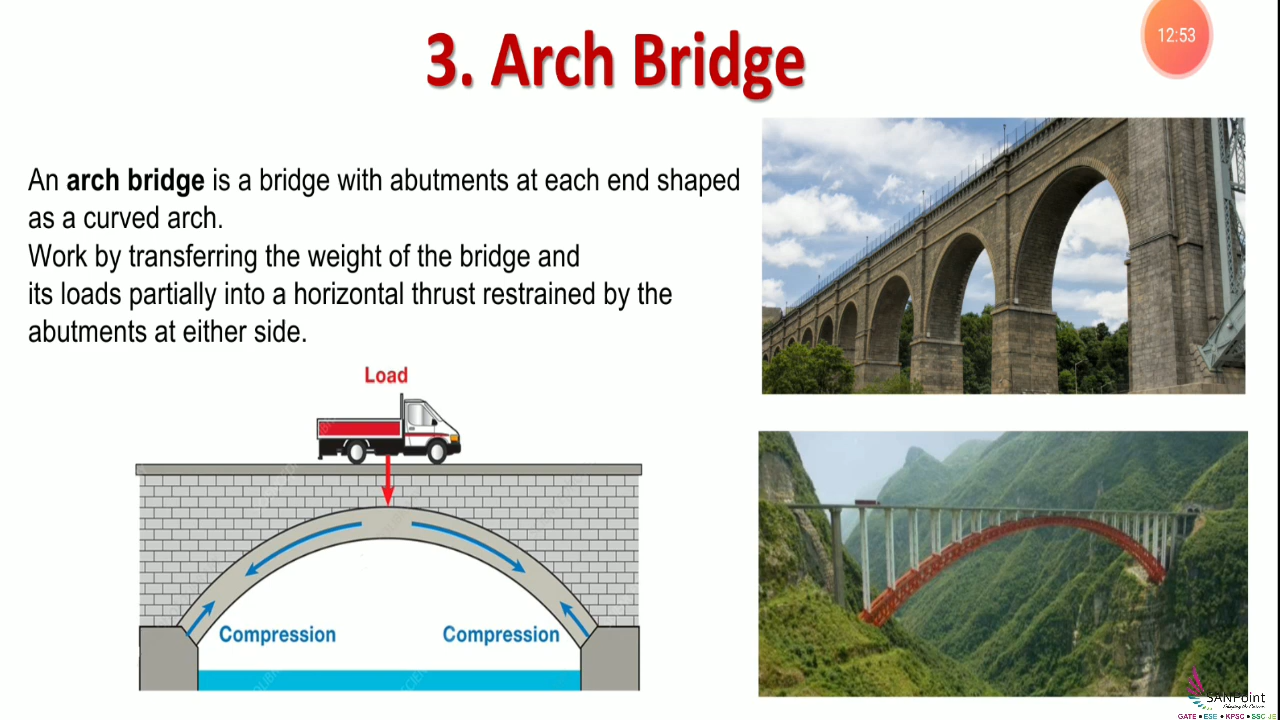 3. Arch Bridge
12:53
An arch bridge is a bridge with abutments at each end shaped
as a curved arch.
Work by transferring the weight of the bridge and
its loads partially into a horizontal thrust restrained by the
abutments at either side.
Load
Compression
Compression
SANPoint
GATE ● ESE ● KPSC ● SSC-JE